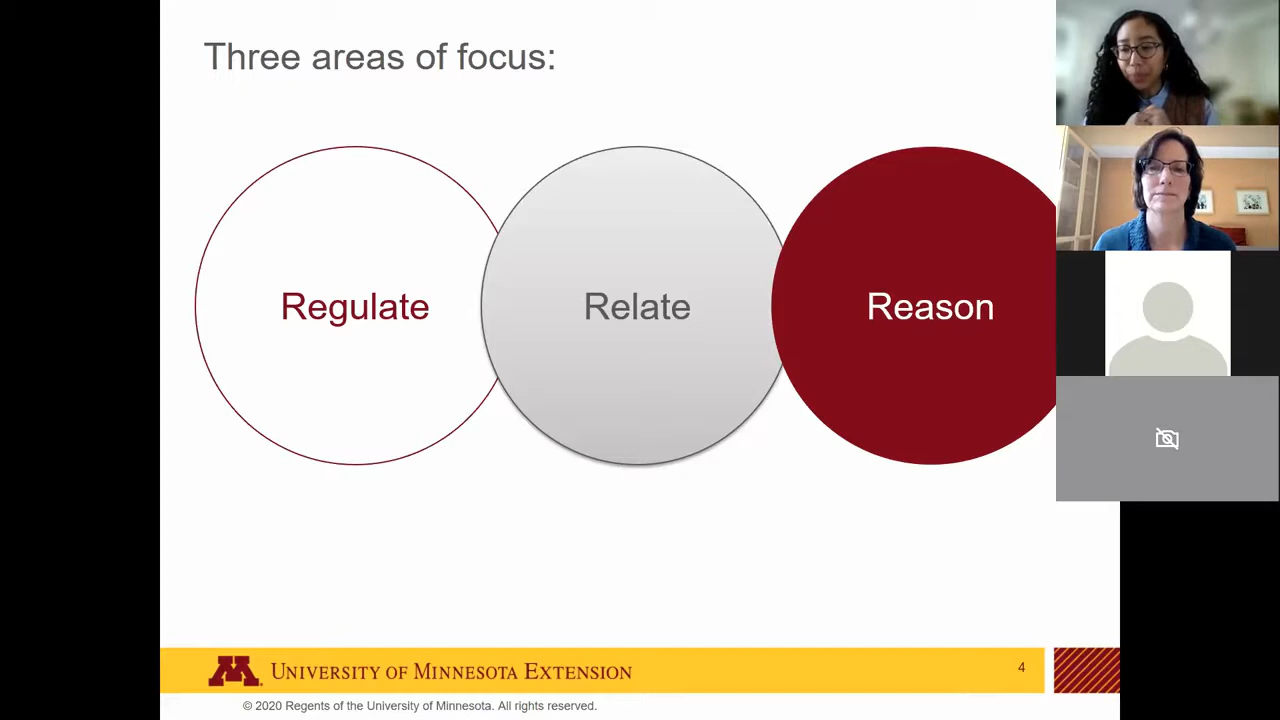 Three areas of focus:
Regulate
Relate
Reason
M
UNIVERSITY OF MINNESOTA EXTENSION
4
© 2020 Regents of the University of Minnesota. All rights reserved.